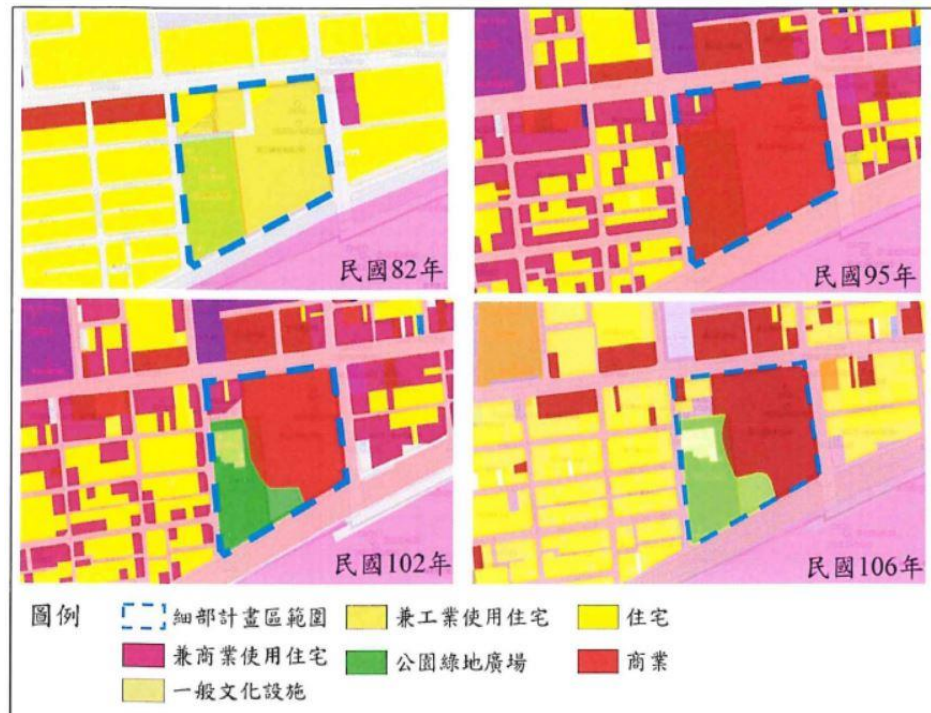 民國82年
民國95年
民國102年
民國106年
圖例
細部計畫區範圍
兼工業使用住宅
住宅
兼商業使用住宅
公園綠地廣場
商業
一般文化設施